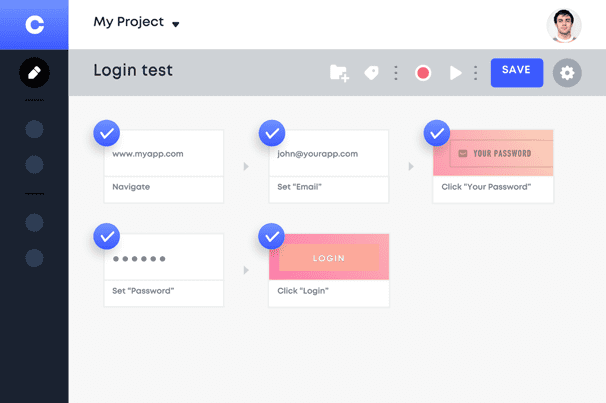 C
My Project
Login test
SAVE
www.myapp.com
Navigate
john@yourapp.com
Set "Email"
YOUR PASSWORD
Click "Your Password"
Set "Password"
LOGIN
Click "Login"